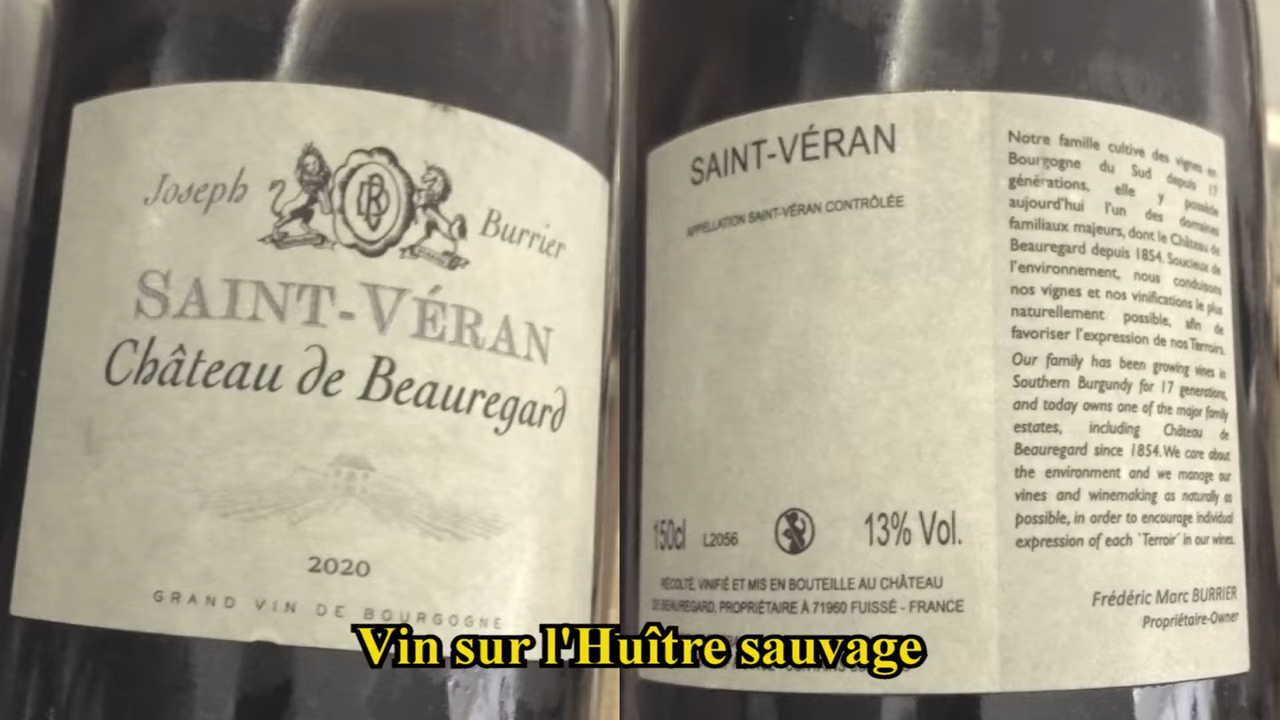 Joseph
Burrier
SAINT-VÉRAN
Château de Beauregard
2020
GRAND VIN DE BOURGOGNE
SAINT-VÉRAN
APPELLATION SAINT-VÉRAN CONTRÔLÉE
150cl L2056 13% Vol.
RÉCOLTÉ, VINIFIÉ ET MIS EN BOUTEILLE AU CHÂTEAU
DE BEAUREGARD, PROPRIÉTAIRE À 71960 FUISSÉ - FRANCE
Notre famille cultive des vignes en
Bourgogne du Sud depuis 17
générations, elle y possède
aujourd'hui l'un des domaines
familiaux majeurs, dont le Château de
Beauregard depuis 1854. Soucieux de
l'environnement, nous conduisons
nos vignes et nos vinifications le plus
naturellement possible, afin de
favoriser l'expression de nos Terroirs.
Our family has been growing vines in
Southern Burgundy for 17 generations,
and today owns one of the major family
estates, including Château de
Beauregard since 1854. We care about
the environment and we manage our
vines and winemaking as naturally as
possible, in order to encourage individual
expression of each `Terroir´ in our wines.
Frédéric Marc BURRIER
Propriétaire-Owner
Vin sur l'Huître sauvage